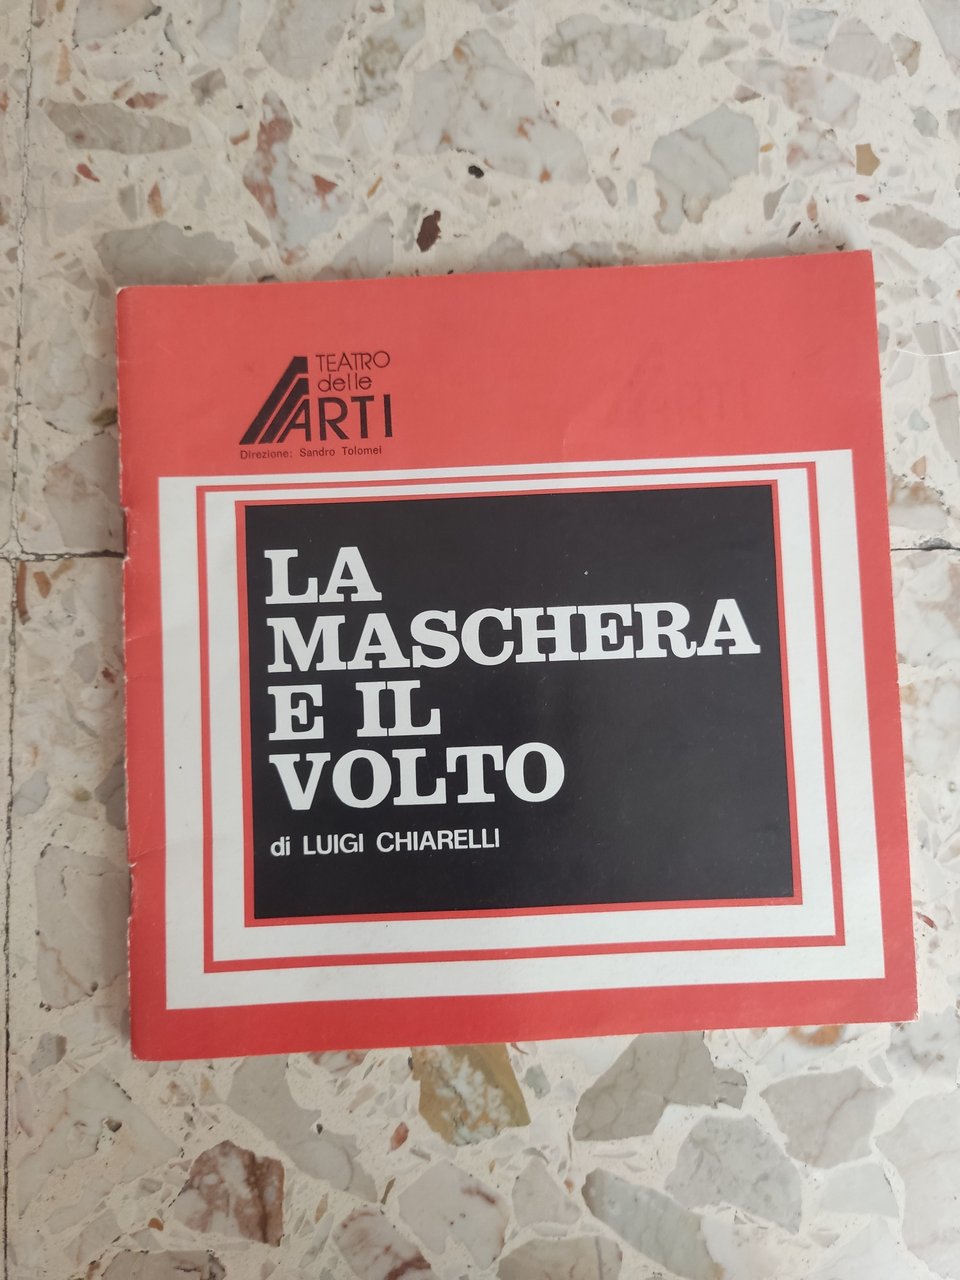 TEATRO
delle
ARTI
Direzione: Sandro Tolomei
LA
MASCHERA
E IL
VOLTO
di LUIGI CHIARELLI